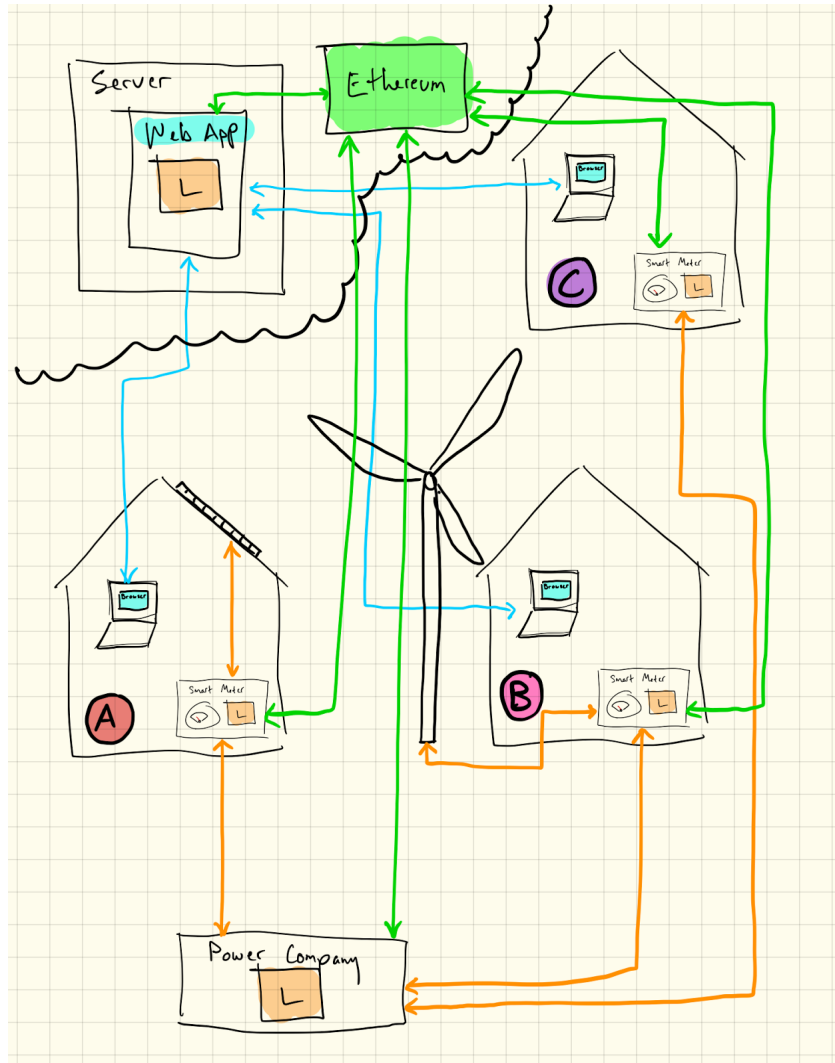 Server
Ethereum
Web App
L
Browser
Smart Meter
L
C
Browser
Smart Meter
L
A
Browser
Smart Meter
L
B
Power Company
L